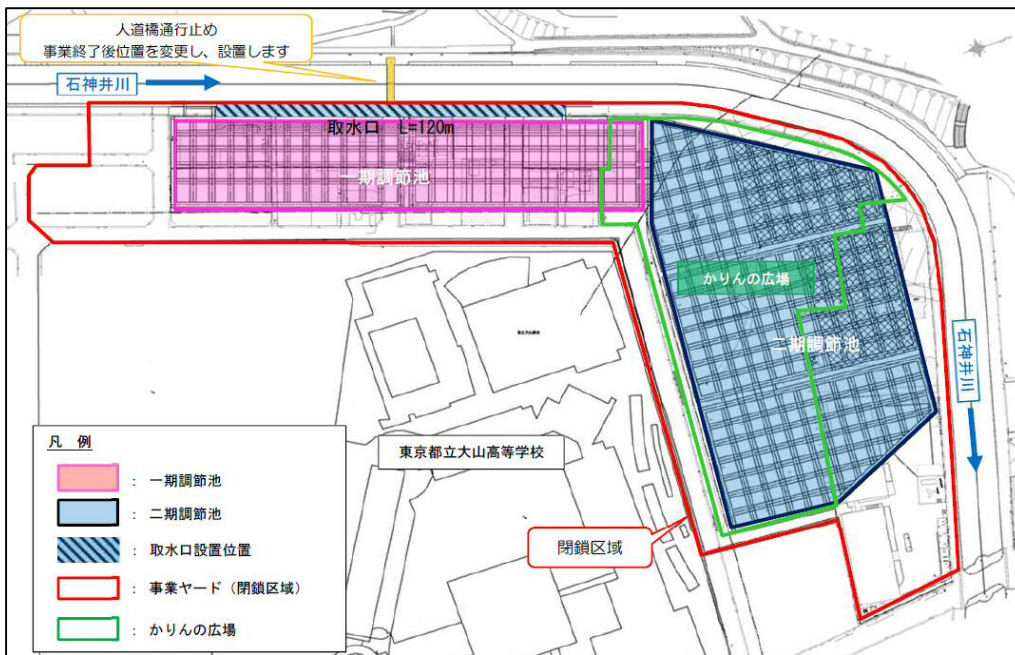 人道橋通行止め
事業終了後位置を変更し、設置します
石神井川
取水口 L=120m
一期調節池
かりんの広場
二期調節池
石神井川
東京都立大山高等学校
閉鎖区域
凡 例
： 一期調節池
： 二期調節池
： 取水口設置位置
： 事業ヤード（閉鎖区域）
： かりんの広場